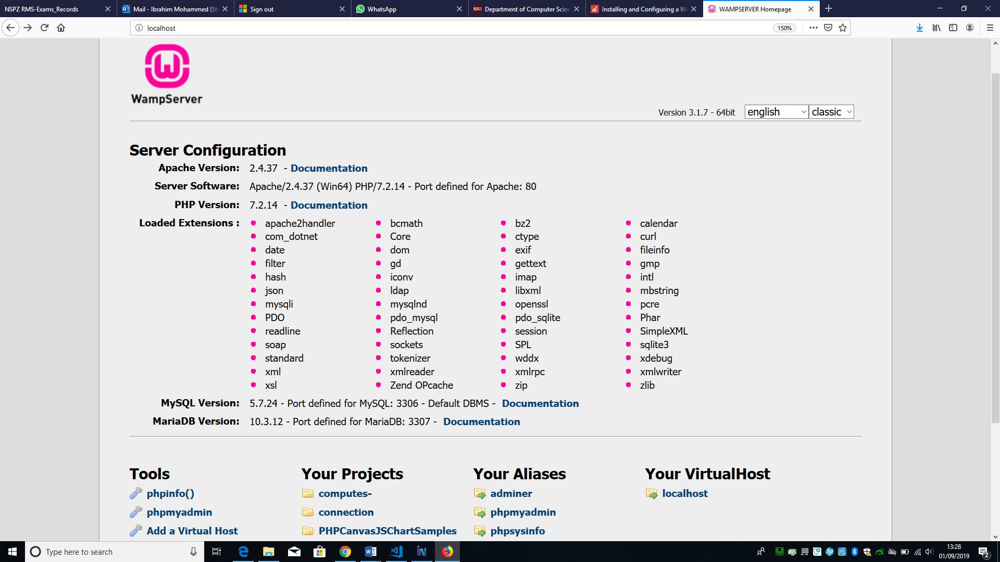 NSPZ RMS-Exams_Records
Mail - Ibrahim Mohammed (St
Sign out
WhatsApp
SIU Department of Computer Scien
d Installing and Configuring a WA
WAMPSERVER Homepage
localhost
150%
W
WampServer
Version 3.1.7 - 64bit english classic
Server Configuration
Apache Version: 2.4.37 - Documentation
Server Software: Apache/2.4.37 (Win64) PHP/7.2.14 - Port defined for Apache: 80
PHP Version: 7.2.14 - Documentation
Loaded Extensions : apache2handler bcmath bz2 calendar
com_dotnet Core ctype curl
date dom exif fileinfo
filter gd gettext gmp
hash iconv imap intl
json ldap libxml mbstring
mysqli mysqlnd openssl pcre
PDO pdo_mysql pdo_sqlite Phar
readline Reflection session SimpleXML
soap sockets SPL sqlite3
standard tokenizer wddx xdebug
xml xmlreader xmlrpc xmlwriter
xsl Zend OPcache zip zlib
MySQL Version: 5.7.24 - Port defined for MySQL: 3306 - Default DBMS - Documentation
MariaDB Version: 10.3.12 - Port defined for MariaDB: 3307 - Documentation
Tools
phpinfo()
phpmyadmin
Add a Virtual Host
Your Projects
computes-
connection
PHPCanvasJSChartSamples
Your Aliases
adminer
phpmyadmin
phpsysinfo
Your VirtualHost
localhost
Type here to search
13:28
01/09/2019
2